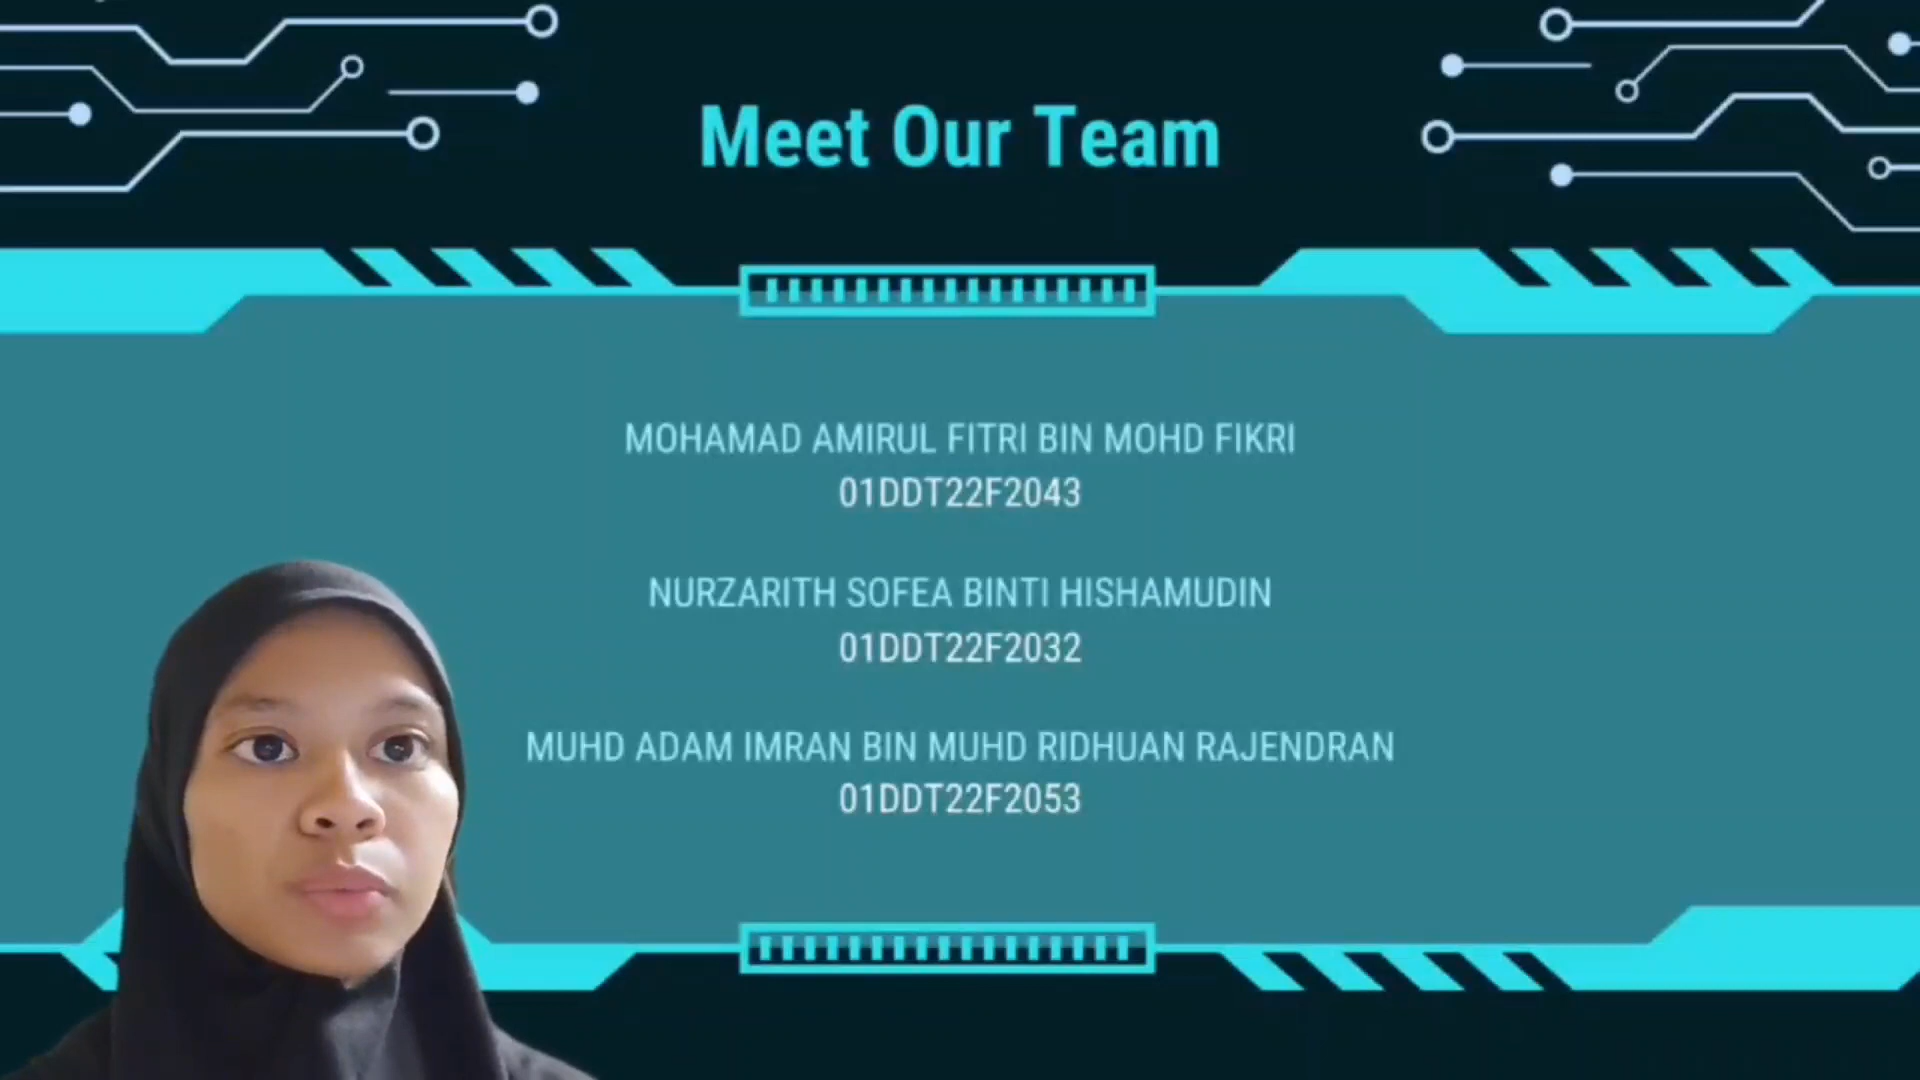 Meet Our Team
MOHAMAD AMIRUL FITRI BIN MOHD FIKRI
01DDT22F2043
NURZARITH SOFEA BINTI HISHAMUDIN
01DDT22F2032
MUHD ADAM IMRAN BIN MUHD RIDHUAN RAJENDRAN
01DDT22F2053